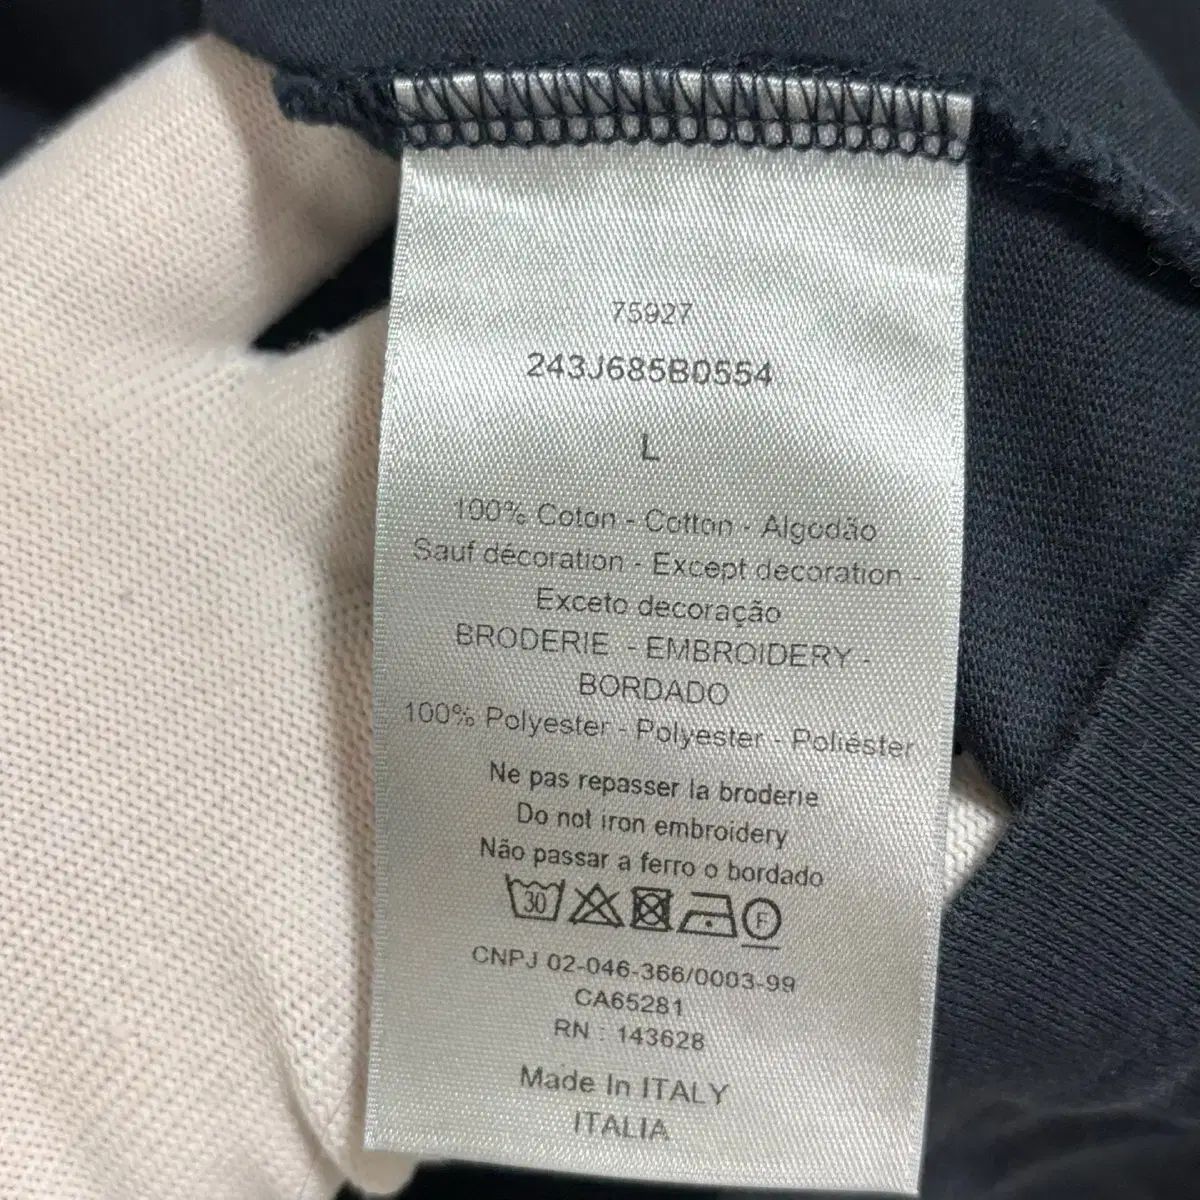 75927
243J685B0554
L
100% Coton - Cotton - Algodão
Sauf décoration - Except decoration -
Exceto decoração
BRODERIE - EMBROIDERY -
BORDADO
100% Polyester - Polyester - Poliéster
Ne pas repasser la broderie
Do not iron embroidery
Não passar a ferro o bordado
30 F
CNPJ 02-046-366/0003-99
CA65281
RN : 143628
Made In ITALY
ITALIA